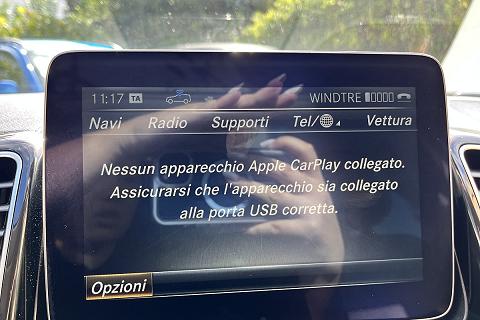 11:17 TA WINDTRE
Navi Radio Supporti Tel/ Vettura
Nessun apparecchio Apple CarPlay collegato.
Assicurarsi che l'apparecchio sia collegato
alla porta USB corretta.
Opzioni